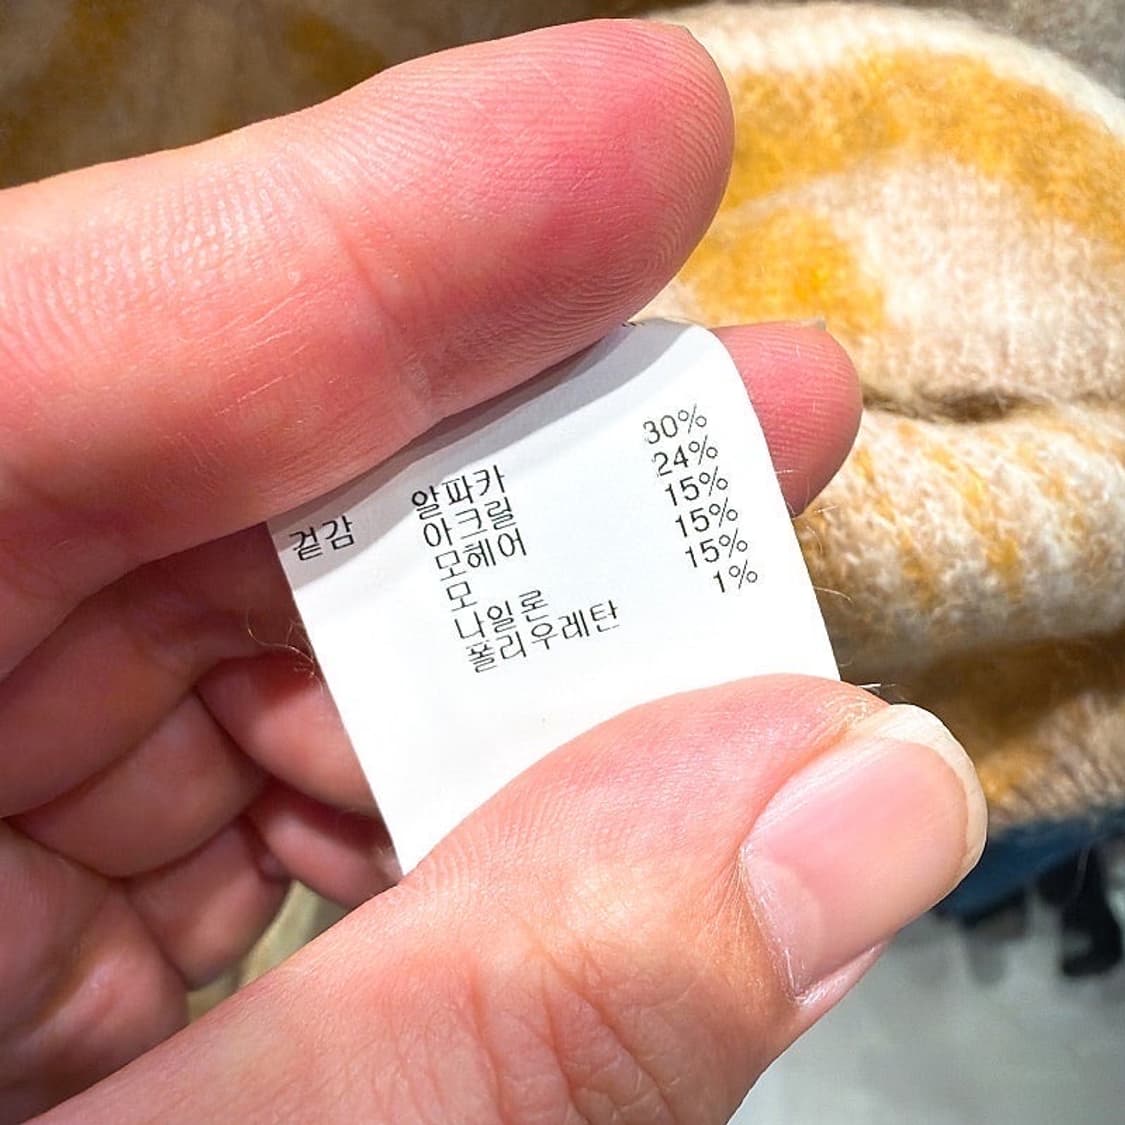 겉감 알파카 30%
아크릴 24%
모헤어 15%
모 15%
나일론 15%
폴리우레탄 1%